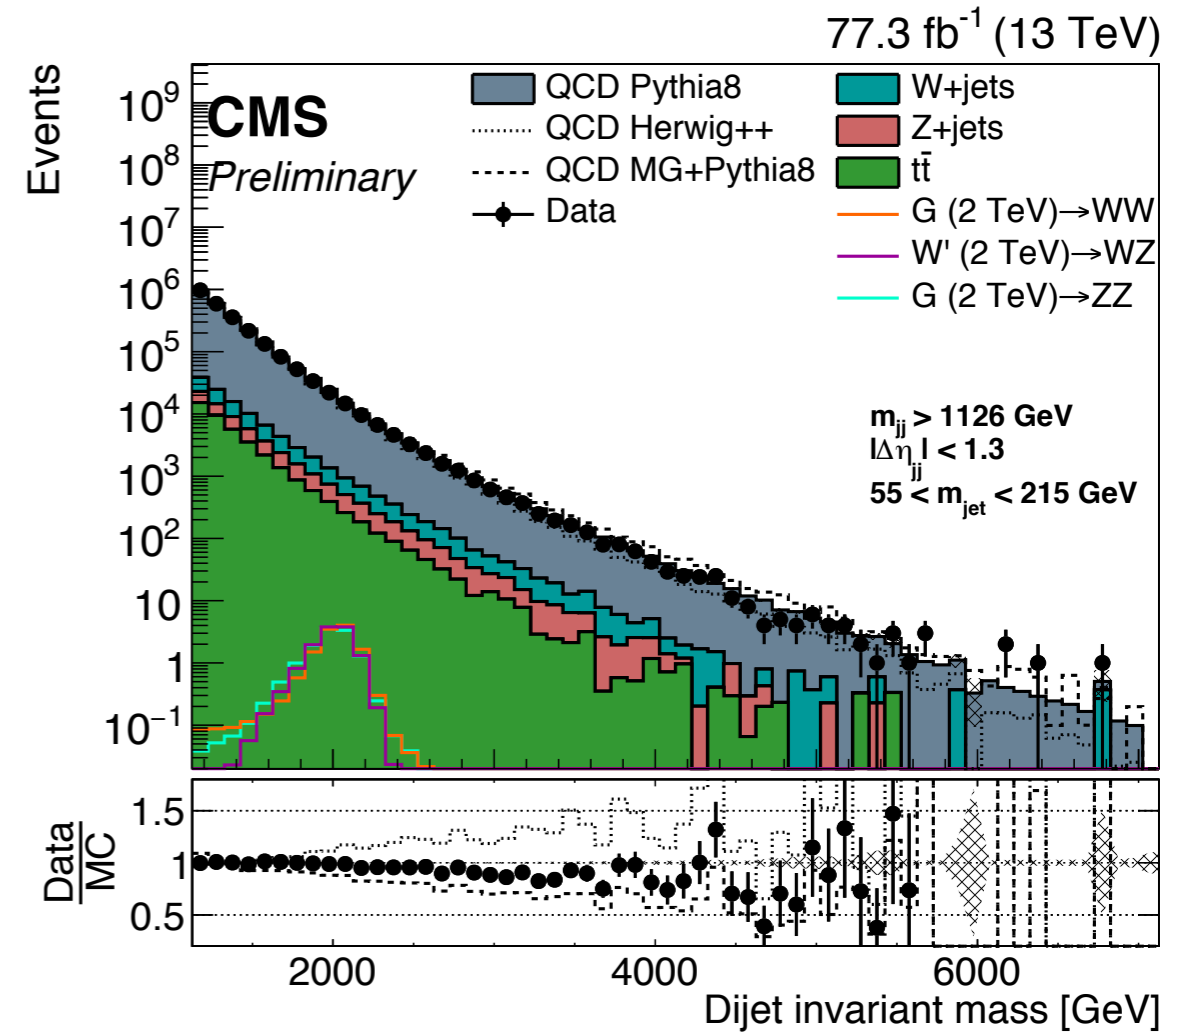 77.3 fb⁻¹ (13 TeV)
Events
10⁹
10⁸
10⁷
10⁶
10⁵
10⁴
10³
10²
10
1
10⁻¹
CMS
Preliminary
QCD Pythia8
QCD Herwig++
QCD MG+Pythia8
Data
W+jets
Z+jets
tt̄
G (2 TeV)→WW
W' (2 TeV)→WZ
G (2 TeV)→ZZ
m_jj > 1126 GeV
|Δη_jj| < 1.3
55 < m_jet < 215 GeV
Data
MC
1.5
1
0.5
2000 4000 6000
Dijet invariant mass [GeV]